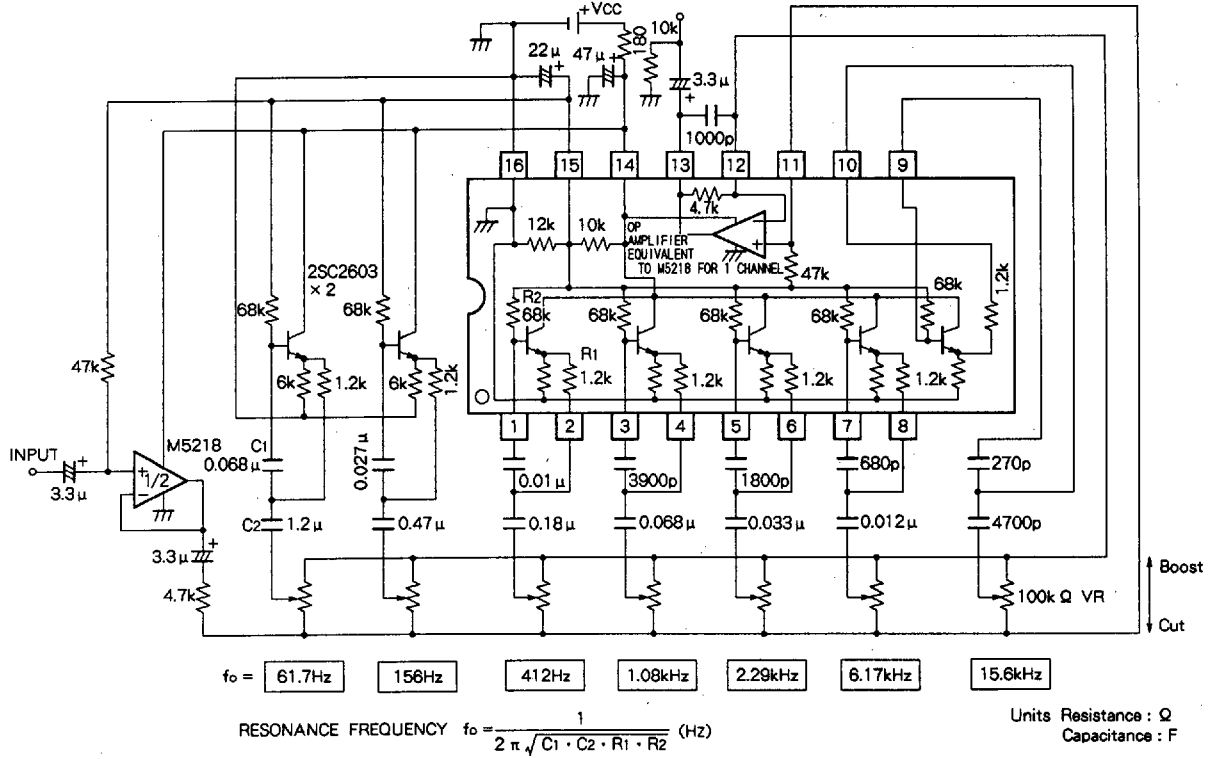 +VCC
10k
180
22μ +
47μ +
3.3μ
+
1000p
16
15
14
13
12
11
10
9
4.7k
12k
10k
OP
AMPLIFIER
EQUIVALENT
TO M5218 FOR 1 CHANNEL
−
+
47k
1.2k
2SC2603
×2
68k
68k
R2
68k
68k
68k
68k
68k
47k
6k
1.2k
6k
1.2k
R1
1.2k
1.2k
1.2k
1.2k
1
2
3
4
5
6
7
8
INPUT
+
3.3μ
M5218
+
1/2
−
C1
0.068μ
0.027μ
0.01μ
3900p
1800p
680p
270p
C2
1.2μ
0.47μ
0.18μ
0.068μ
0.033μ
0.012μ
4700p
3.3μ +
4.7k
100kΩ VR
Boost
Cut
fo = 61.7Hz 156Hz 412Hz 1.08kHz 2.29kHz 6.17kHz 15.6kHz
RESONANCE FREQUENCY fo = 1 / 2π√C1・C2・R1・R2 (Hz)
Units Resistance : Ω
Capacitance : F